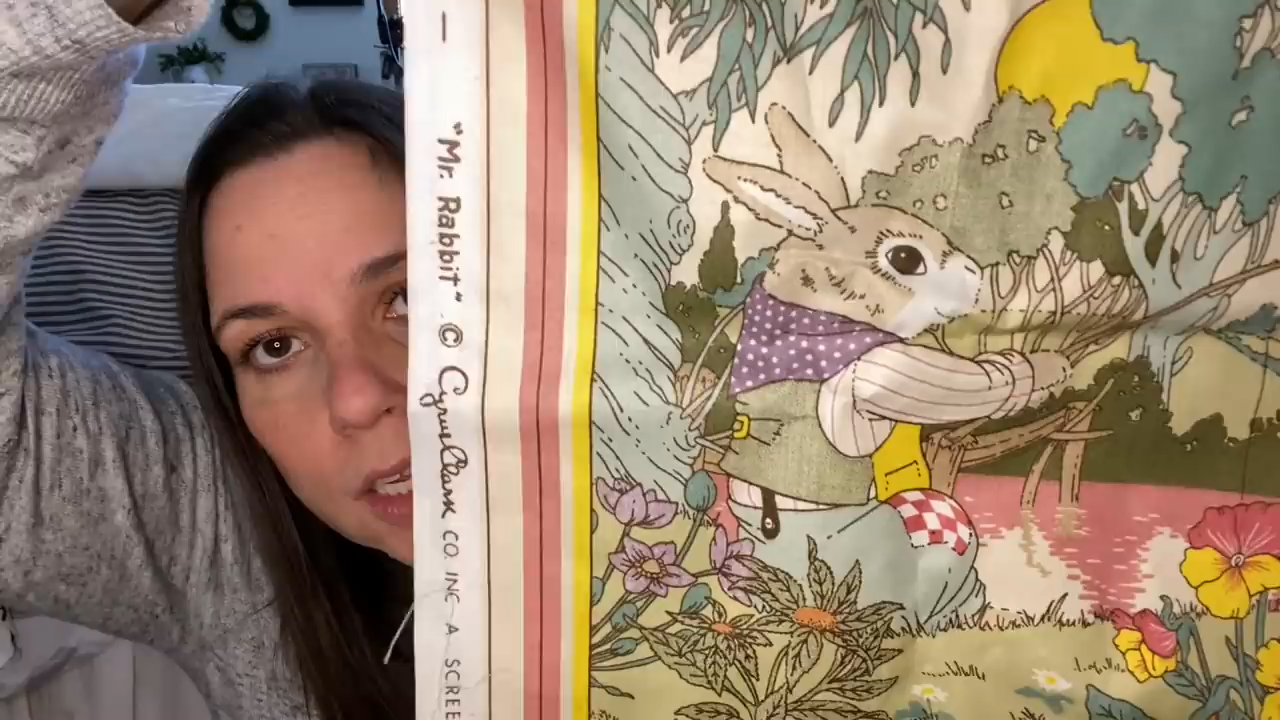 — "Mr. Rabbit" © Cyrus Clark CO. INC - A SCREE